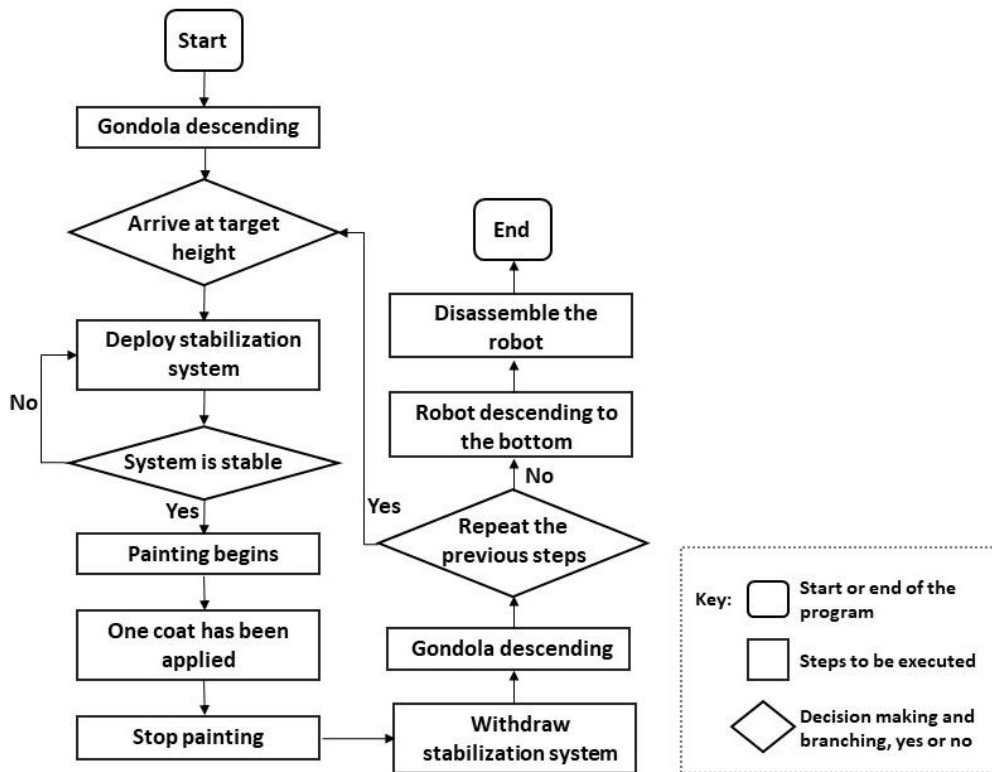 Start
Gondola descending
Arrive at target
height
Deploy stabilization
system
No
System is stable
Yes
Painting begins
One coat has been
applied
Stop painting
Withdraw
stabilization system
Gondola descending
Repeat the
previous steps
Yes
No
Robot descending to
the bottom
Disassemble the
robot
End
Key:
Start or end of the
program
Steps to be executed
Decision making and
branching, yes or no